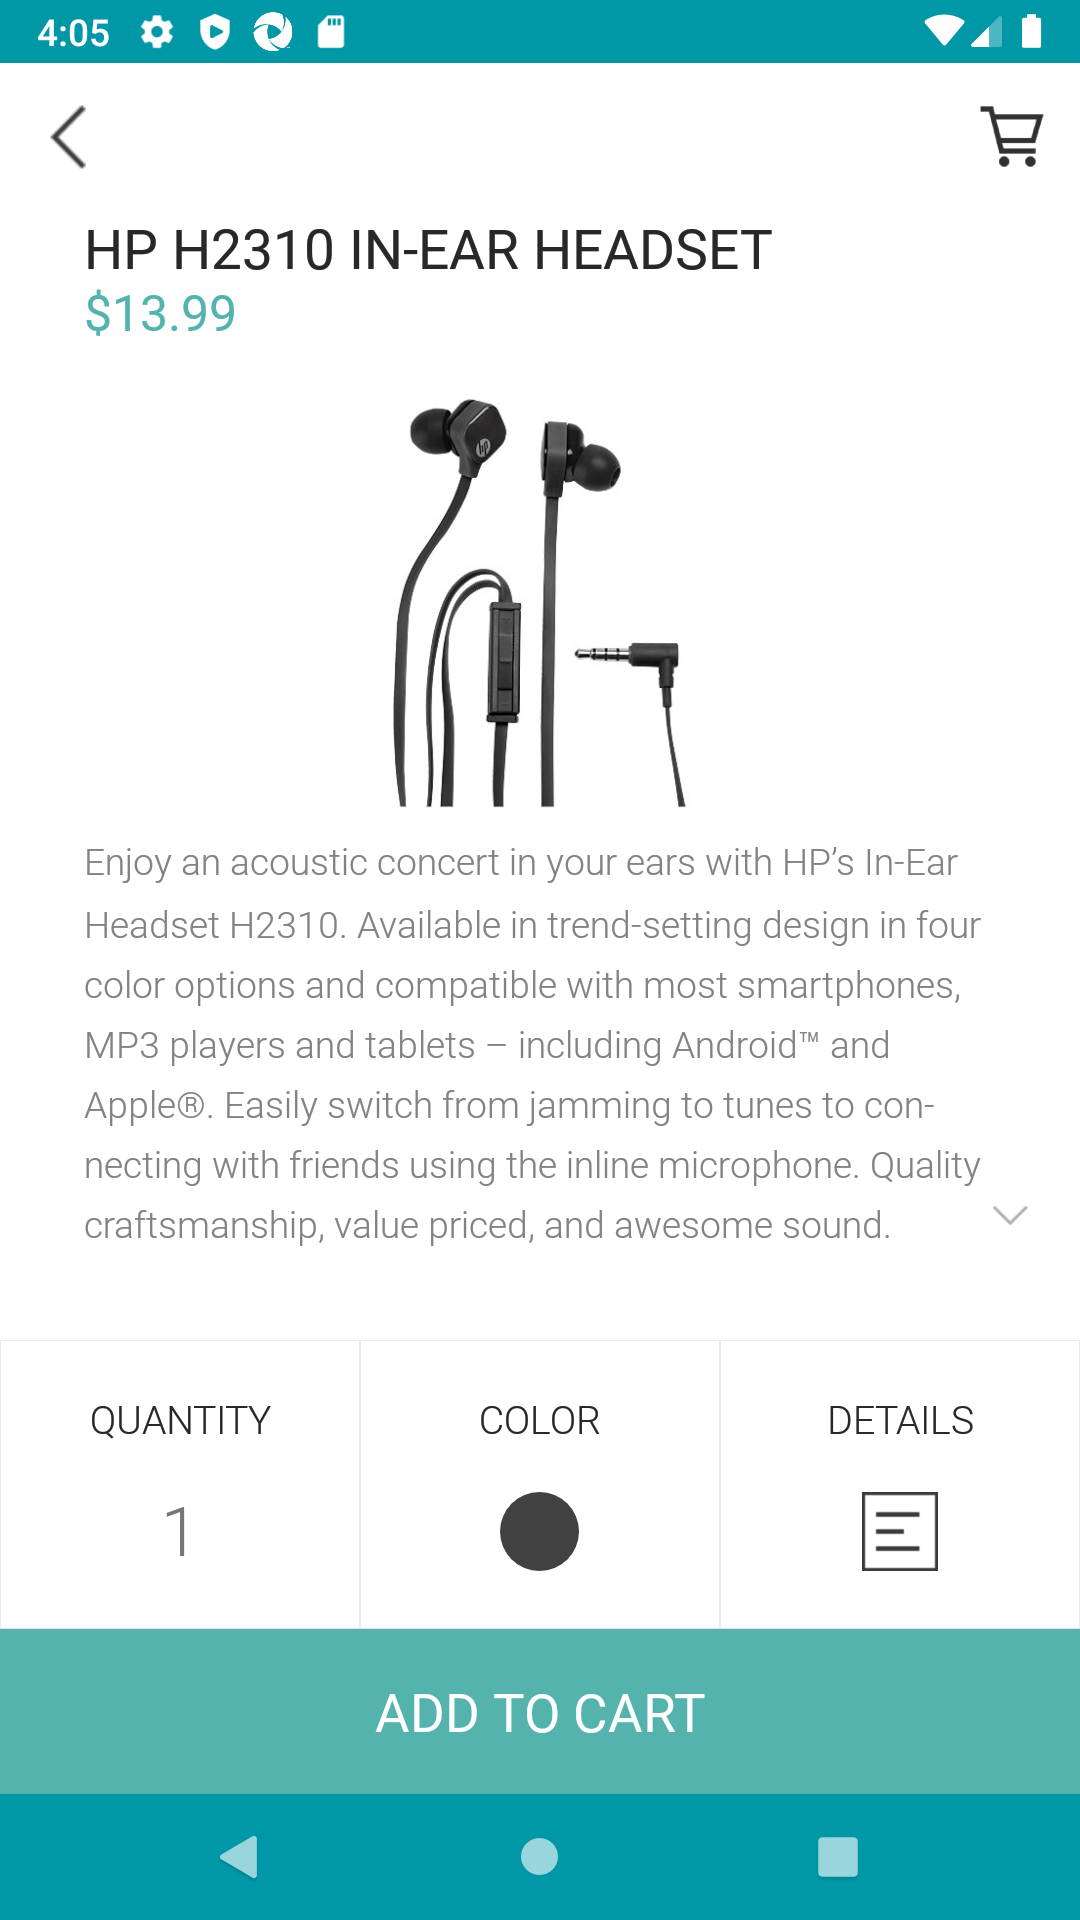 4:05
HP H2310 IN-EAR HEADSET
$13.99
hp
Enjoy an acoustic concert in your ears with HP’s In-Ear
Headset H2310. Available in trend-setting design in four
color options and compatible with most smartphones,
MP3 players and tablets – including Android™ and
Apple®. Easily switch from jamming to tunes to con-
necting with friends using the inline microphone. Quality
craftsmanship, value priced, and awesome sound.
QUANTITY
COLOR
DETAILS
1
ADD TO CART